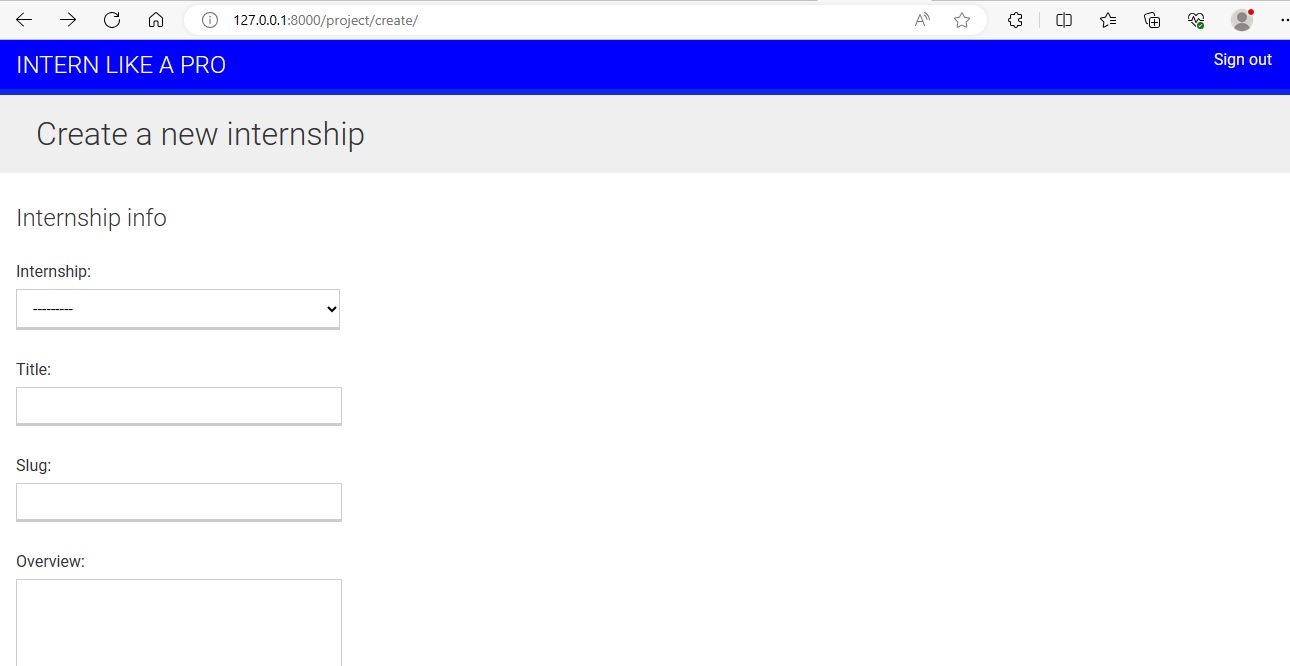 127.0.0.1:8000/project/create/
INTERN LIKE A PRO
Sign out
Create a new internship
Internship info
Internship:
---------
Title:
Slug:
Overview: